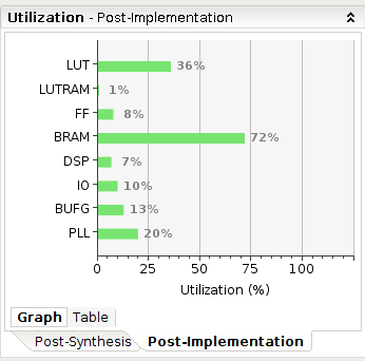 Utilization - Post-Implementation
LUT 36%
LUTRAM 1%
FF 8%
BRAM 72%
DSP 7%
IO 10%
BUFG 13%
PLL 20%
0 25 50 75 100
Utilization (%)
Graph Table
Post-Synthesis Post-Implementation